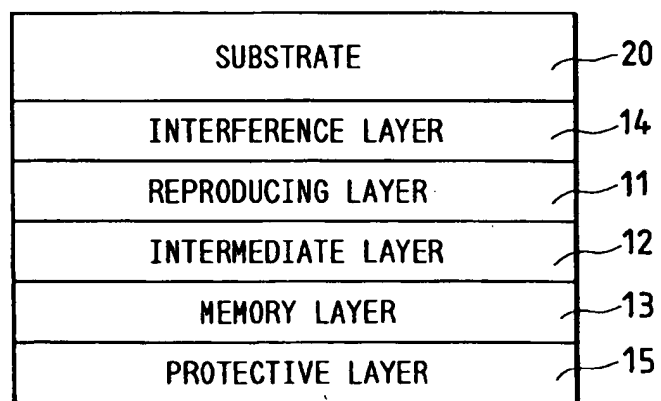 SUBSTRATE 20
INTERFERENCE LAYER 14
REPRODUCING LAYER 11
INTERMEDIATE LAYER 12
MEMORY LAYER 13
PROTECTIVE LAYER 15